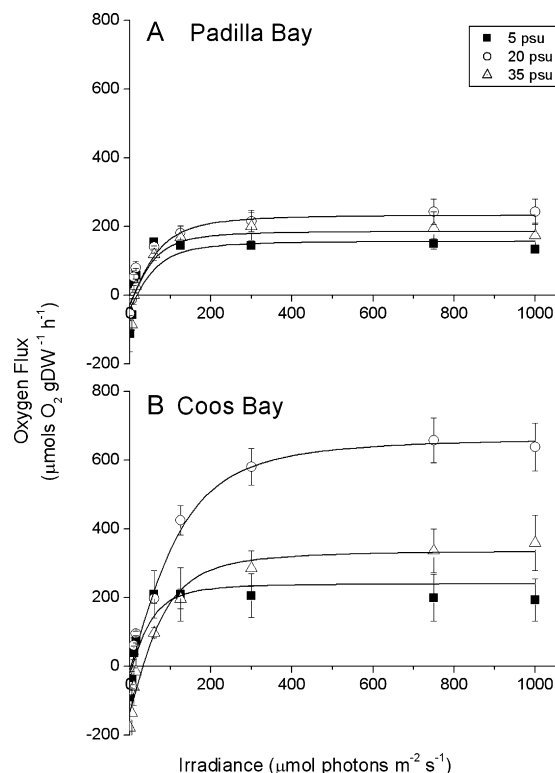 A Padilla Bay
5 psu
20 psu
35 psu
800
600
400
200
0
-200
0 200 400 600 800 1000
B Coos Bay
800
600
400
200
0
-200
0 200 400 600 800 1000
Oxygen Flux
(μmols O₂ gDW⁻¹ h⁻¹)
Irradiance (μmol photons m⁻² s⁻¹)